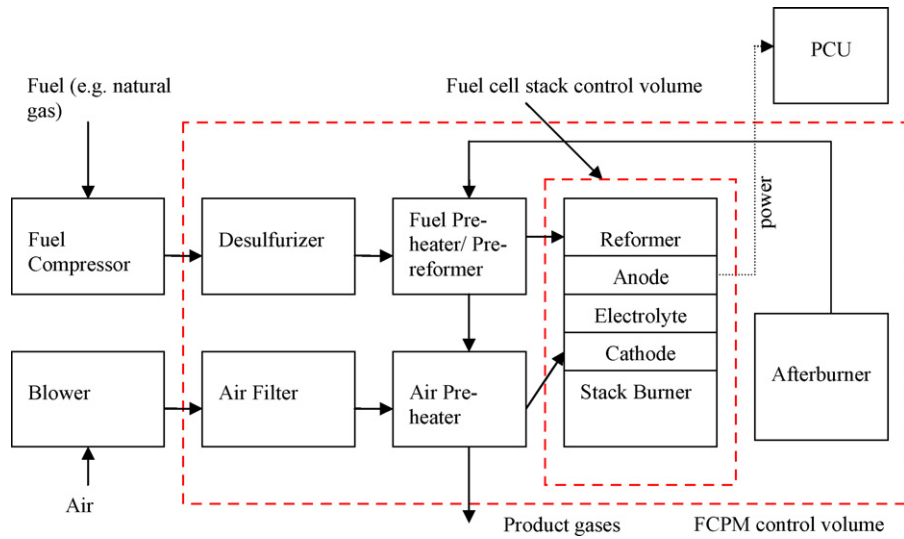 PCU
Fuel (e.g. natural
gas)
Fuel cell stack control volume
power
Fuel
Compressor
Desulfurizer
Fuel Pre-
heater/ Pre-
reformer
Reformer
Anode
Electrolyte
Cathode
Stack Burner
Afterburner
Blower
Air Filter
Air Pre-
heater
Air
Product gases
FCPM control volume